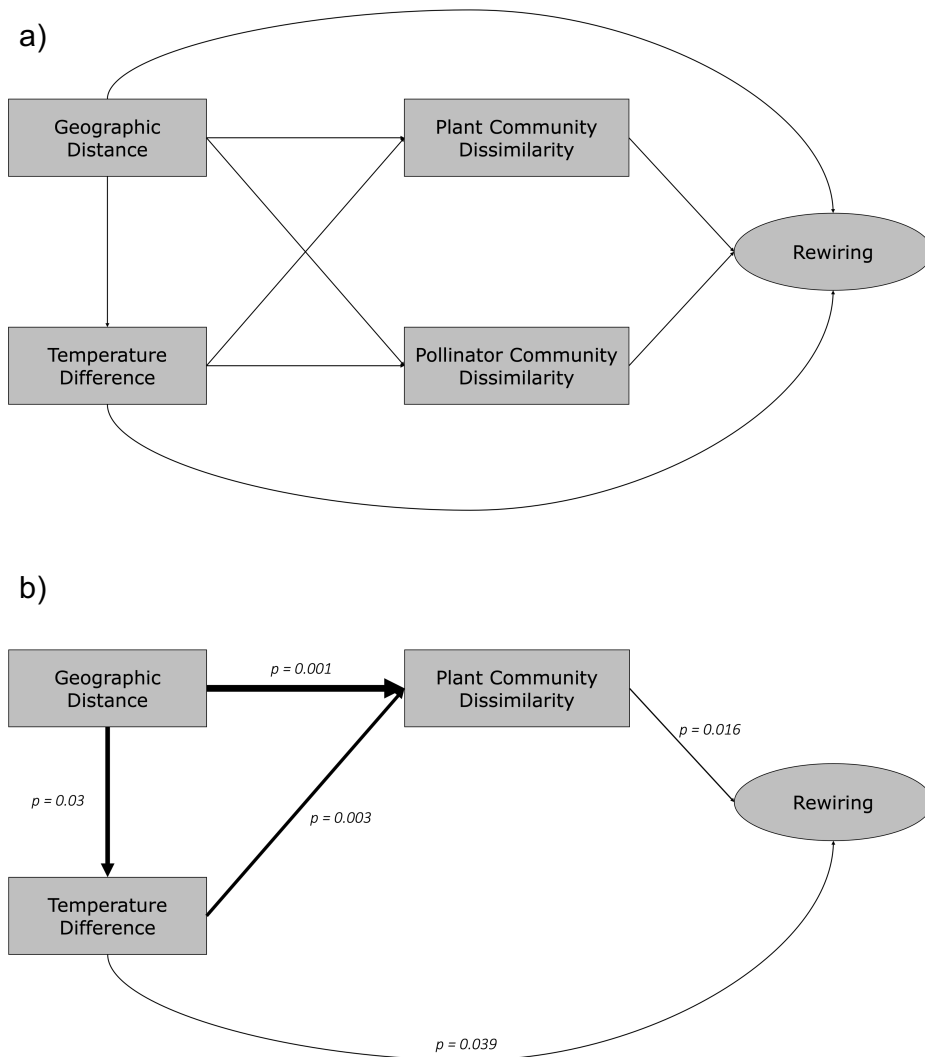 a)
Geographic
Distance
Plant Community
Dissimilarity
Rewiring
Temperature
Difference
Pollinator Community
Dissimilarity
b)
Geographic
Distance
p = 0.001
Plant Community
Dissimilarity
p = 0.016
p = 0.03
p = 0.003
Rewiring
Temperature
Difference
p = 0.039